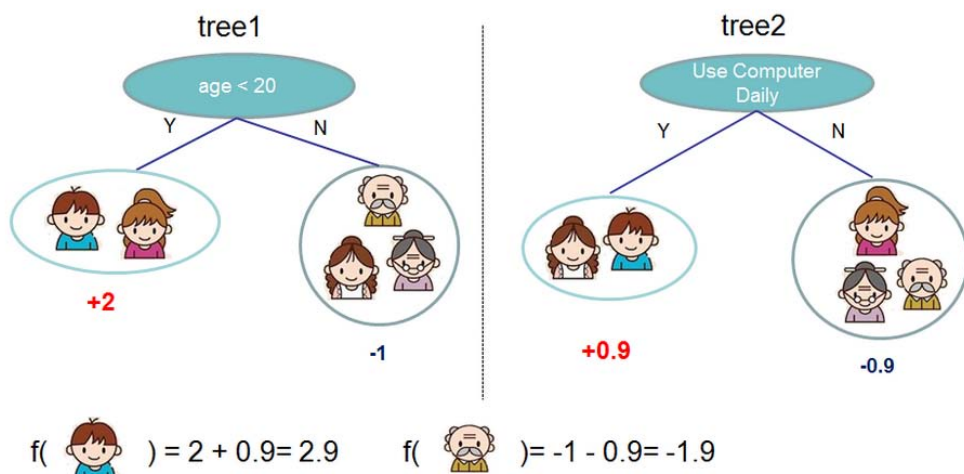 tree1
tree2
age < 20
Use Computer
Daily
Y
N
Y
N
+2
-1
+0.9
-0.9
f( ) = 2 + 0.9= 2.9
f( )= -1 - 0.9= -1.9